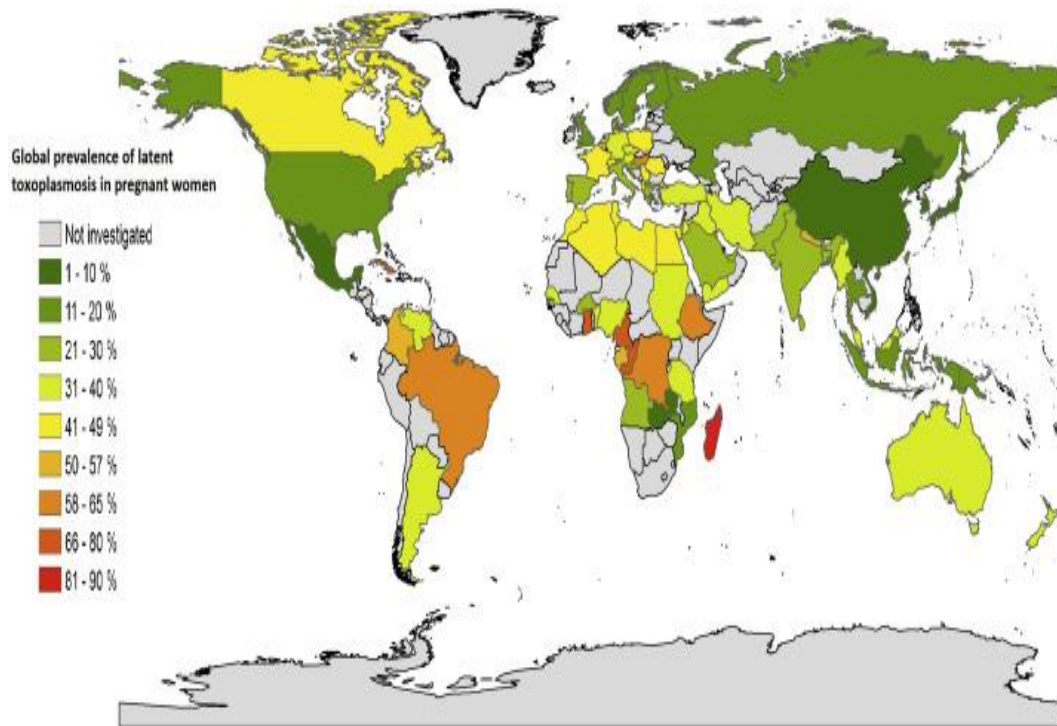 Global prevalence of latent
toxoplasmosis in pregnant women
Not investigated
1 - 10 %
11 - 20 %
21 - 30 %
31 - 40 %
41 - 49 %
50 - 57 %
58 - 65 %
66 - 80 %
81 - 90 %